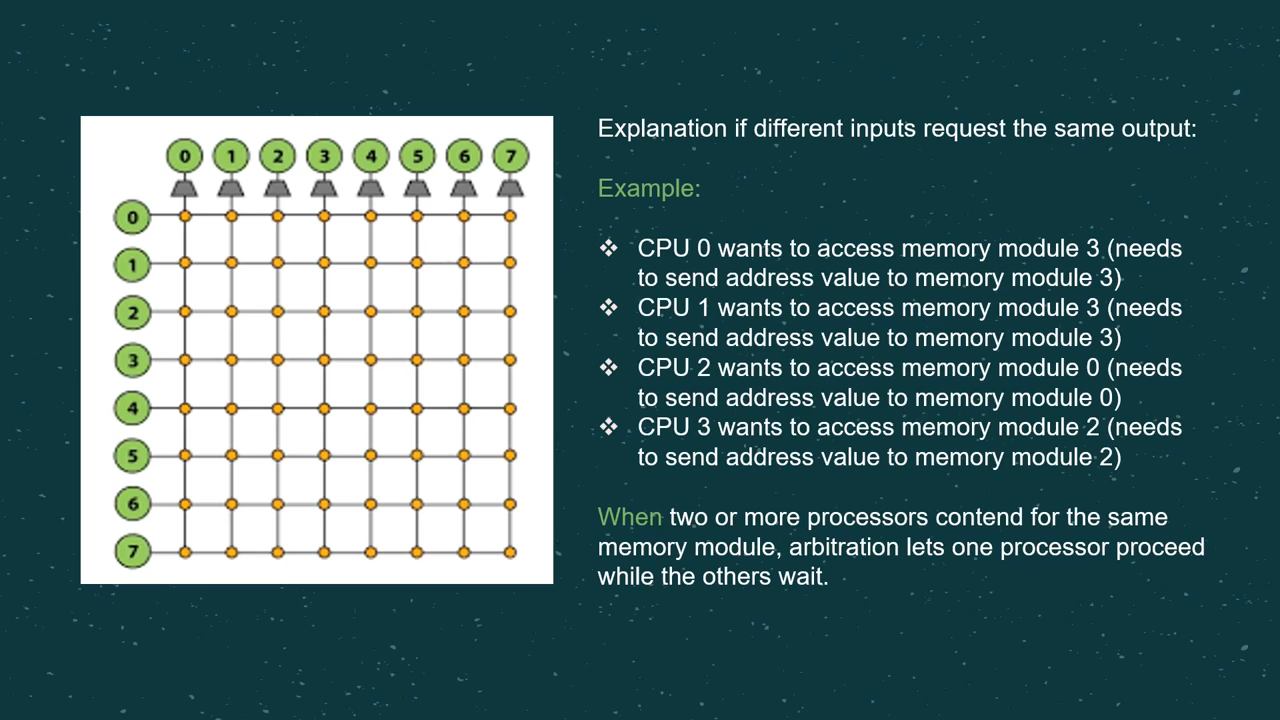 0 1 2 3 4 5 6 7
0
1
2
3
4
5
6
7
Explanation if different inputs request the same output:
Example:
❖ CPU 0 wants to access memory module 3 (needs
to send address value to memory module 3)
❖ CPU 1 wants to access memory module 3 (needs
to send address value to memory module 3)
❖ CPU 2 wants to access memory module 0 (needs
to send address value to memory module 0)
❖ CPU 3 wants to access memory module 2 (needs
to send address value to memory module 2)
When two or more processors contend for the same
memory module, arbitration lets one processor proceed
while the others wait.